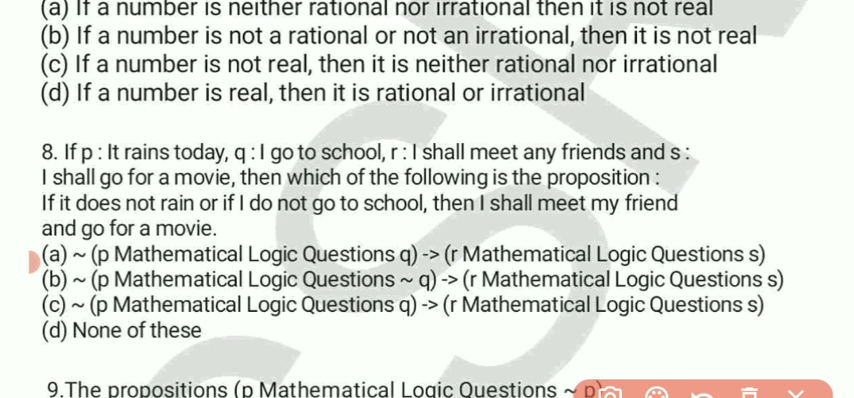 (a) If a number is neither rational nor irrational then it is not real
(b) If a number is not a rational or not an irrational, then it is not real
(c) If a number is not real, then it is neither rational nor irrational
(d) If a number is real, then it is rational or irrational
8. If p : It rains today, q : I go to school, r : I shall meet any friends and s :
I shall go for a movie, then which of the following is the proposition :
If it does not rain or if I do not go to school, then I shall meet my friend
and go for a movie.
(a) ~ (p Mathematical Logic Questions q) -> (r Mathematical Logic Questions s)
(b) ~ (p Mathematical Logic Questions ~ q) -> (r Mathematical Logic Questions s)
(c) ~ (p Mathematical Logic Questions q) -> (r Mathematical Logic Questions s)
(d) None of these
9.The propositions (p Mathematical Logic Questions ~ p)